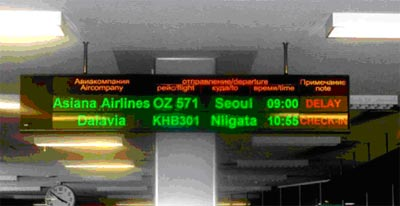 отправление/departure
Авиакомпания рейс/flight куда/to время/time Примечание
Aircompany note
Asiana Airlines OZ 571 Seoul 09:00 DELAY
Dalavia KHB301 Niigata 10:55 CHECK-IN